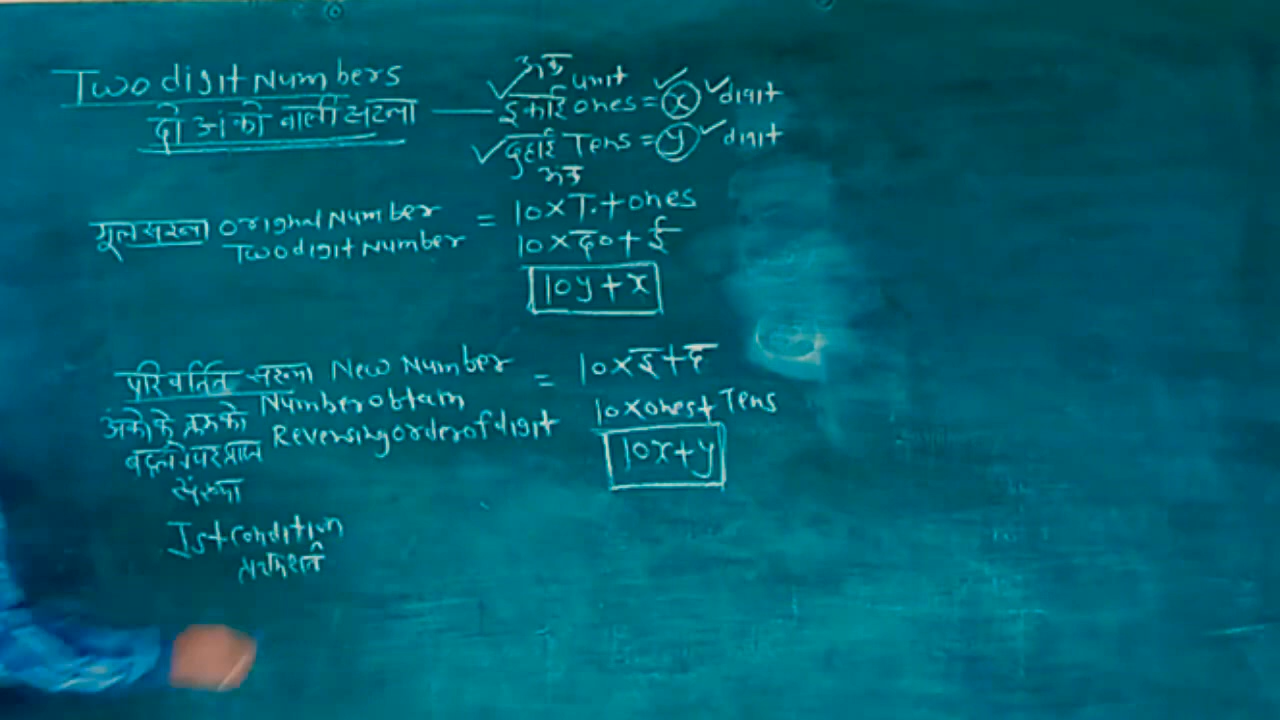 Two digit Numbers
दो अंको वाली संख्या — अंक unit
इकाई ones = x digit
दहाई Tens = y digit
अंक
मूल संख्या Original Number = 10×T.+ones
Two digit Number 10×द०+ई
10y+x
परिवर्तित संख्या New Number = 10×ई+द
अंको के क्रम को Number obtain 10×ones+Tens
बदलने पर प्राप्त Reversing order of digit 10x+y
संख्या
Ist condition